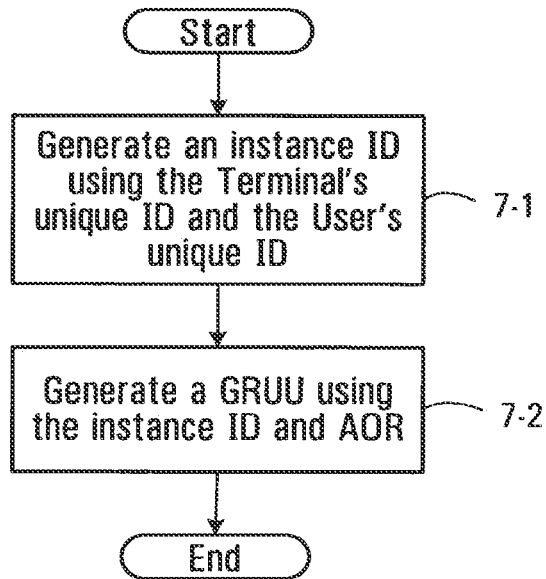 Start
Generate an instance ID
using the Terminal's
unique ID and the User's
unique ID
7-1
Generate a GRUU using
the instance ID and AOR
7-2
End